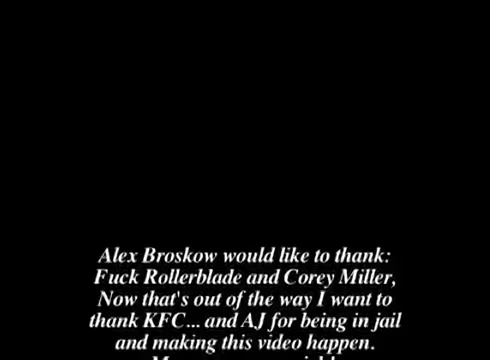 Alex Broskow would like to thank:
Fuck Rollerblade and Corey Miller,
Now that's out of the way I want to
thank KFC... and AJ for being in jail
and making this video happen.